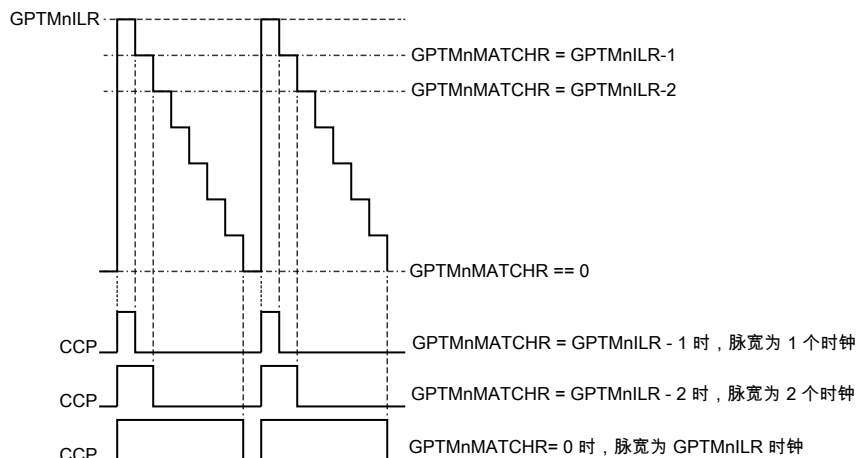 GPTMnILR
GPTMnMATCHR = GPTMnILR-1
GPTMnMATCHR = GPTMnILR-2
GPTMnMATCHR == 0
CCP
GPTMnMATCHR = GPTMnILR - 1 时，脉宽为 1 个时钟
CCP
GPTMnMATCHR = GPTMnILR - 2 时，脉宽为 2 个时钟
CCP
GPTMnMATCHR= 0 时，脉宽为 GPTMnILR 时钟